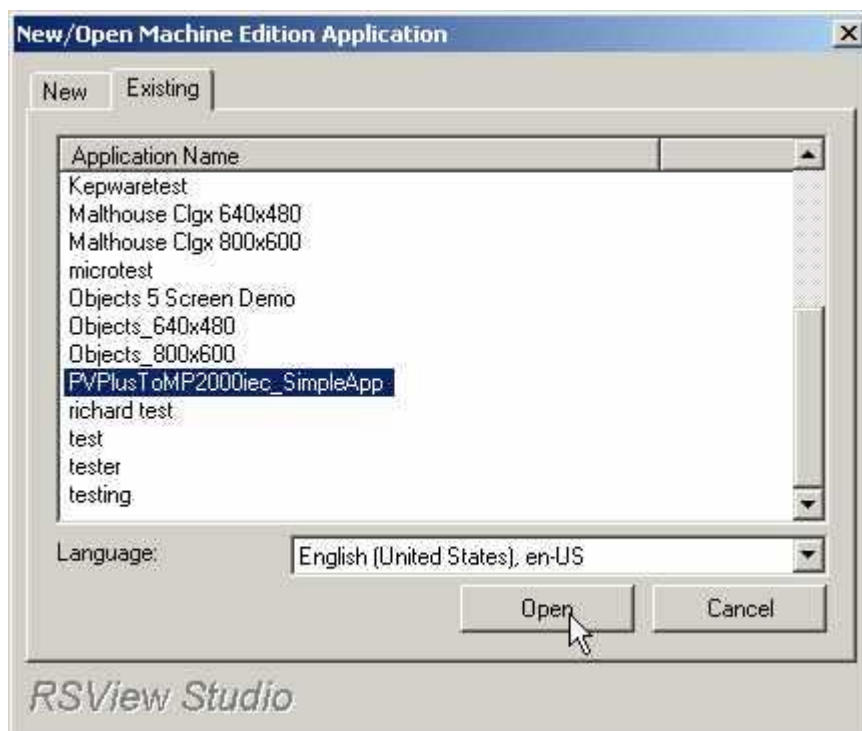 New/Open Machine Edition Application
New Existing
Application Name
Kepwaretest
Malthouse Clgx 640x480
Malthouse Clgx 800x600
microtest
Objects 5 Screen Demo
Objects_640x480
Objects_800x600
PVPlusToMP2000iec_SimpleApp
richard test
test
tester
testing
Language: English (United States), en-US
Open Cancel
RSView Studio